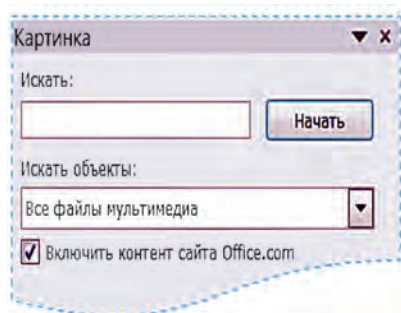 Картинка
Искать:
Начать
Искать объекты:
Все файлы мультимедиа
Включить контент сайта Office.com